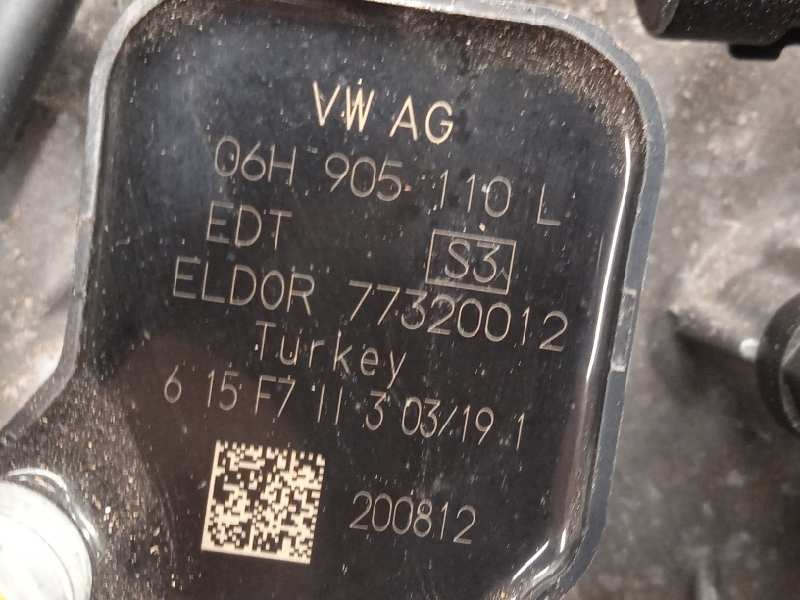 VW AG
06H 905 110 L
EDT S3
ELDOR 77320012
Turkey
6 15 F7 11 3 03/19 1
200812